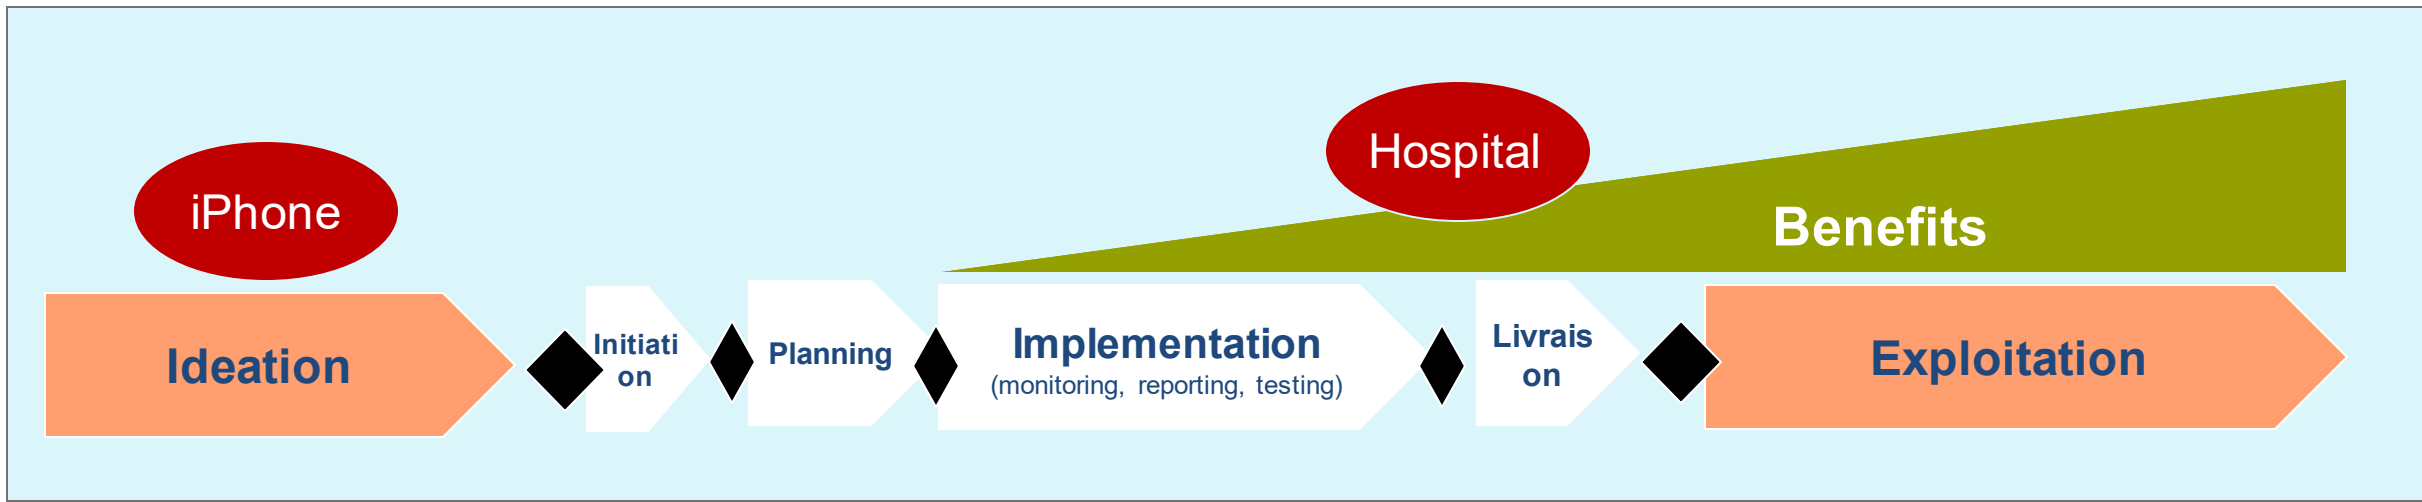 iPhone
Hospital
Benefits
Ideation
Initiati
on
Planning
Implementation
(monitoring, reporting, testing)
Livrais
on
Exploitation